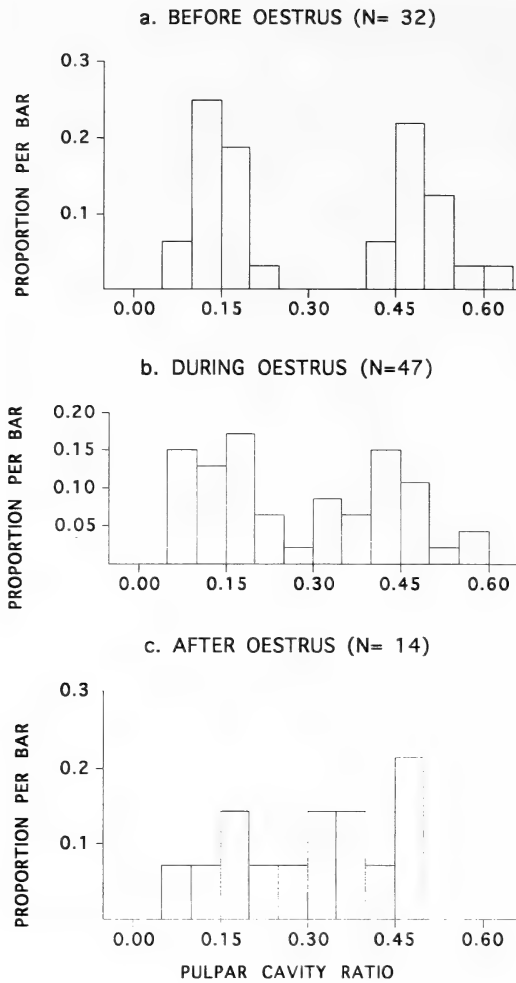 a. BEFORE OESTRUS (N= 32)
PROPORTION PER BAR
0.3
0.2
0.1
0.00 0.15 0.30 0.45 0.60
b. DURING OESTRUS (N=47)
PROPORTION PER BAR
0.20
0.15
0.10
0.05
0.00 0.15 0.30 0.45 0.60
c. AFTER OESTRUS (N= 14)
PROPORTION PER BAR
0.3
0.2
0.1
0.00 0.15 0.30 0.45 0.60
PULPAR CAVITY RATIO